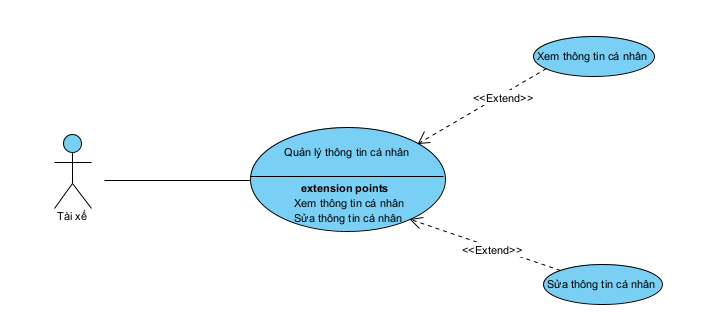 Xem thông tin cá nhân
<<Extend>>
Quản lý thông tin cá nhân
extension points
Xem thông tin cá nhân
Sửa thông tin cá nhân
Tài xế
<<Extend>>
Sửa thông tin cá nhân